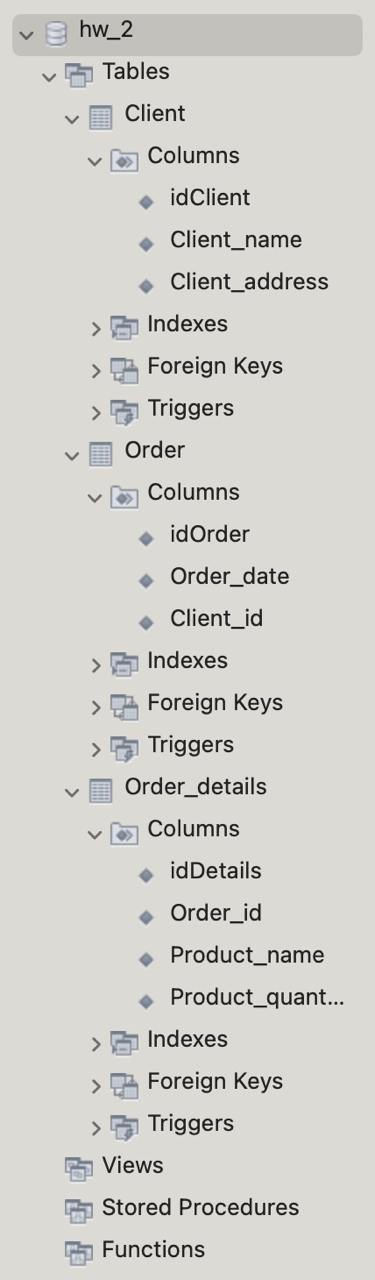 hw_2
Tables
Client
Columns
idClient
Client_name
Client_address
Indexes
Foreign Keys
Triggers
Order
Columns
idOrder
Order_date
Client_id
Indexes
Foreign Keys
Triggers
Order_details
Columns
idDetails
Order_id
Product_name
Product_quant...
Indexes
Foreign Keys
Triggers
Views
Stored Procedures
Functions